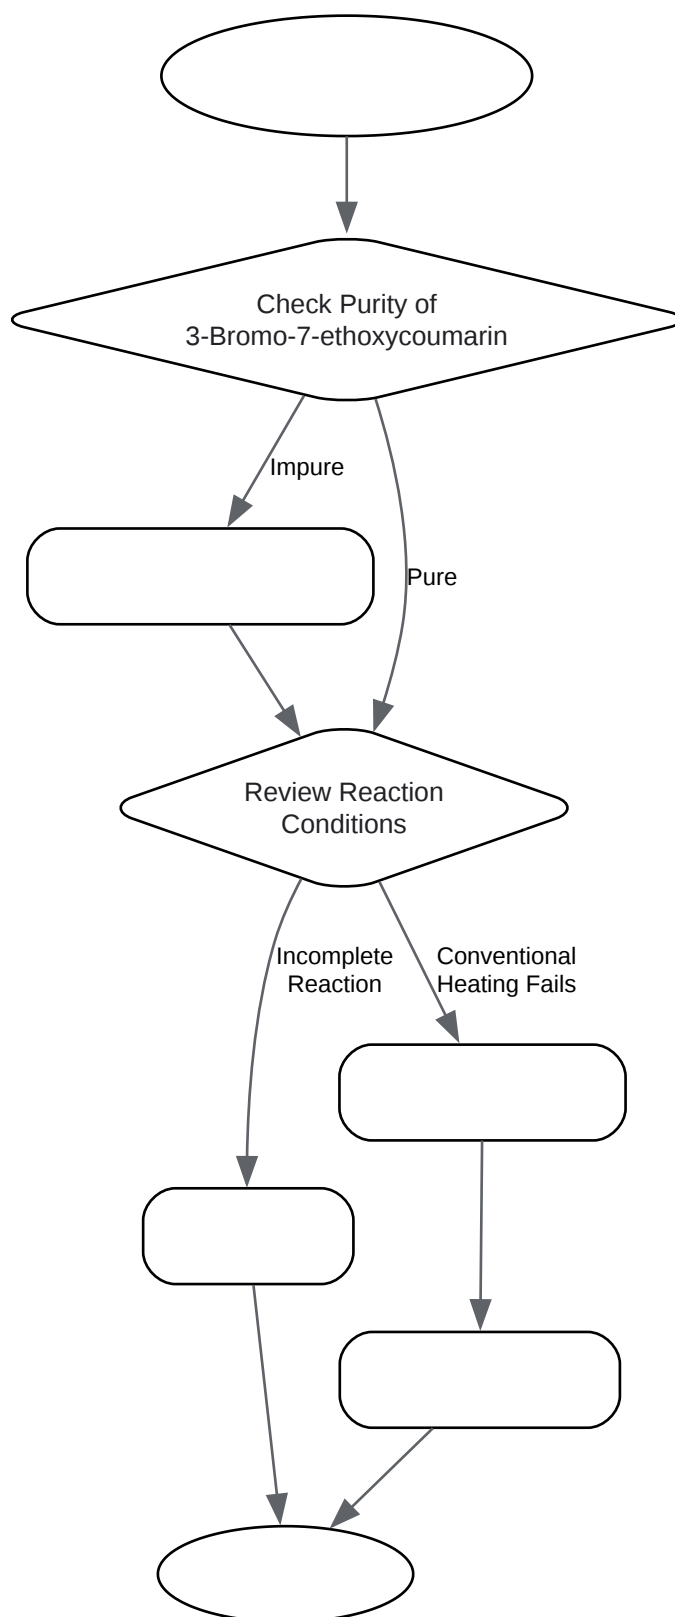 Check Purity of
3-Bromo-7-ethoxycoumarin
Impure
Pure
Review Reaction
Conditions
Incomplete
Reaction
Conventional
Heating Fails